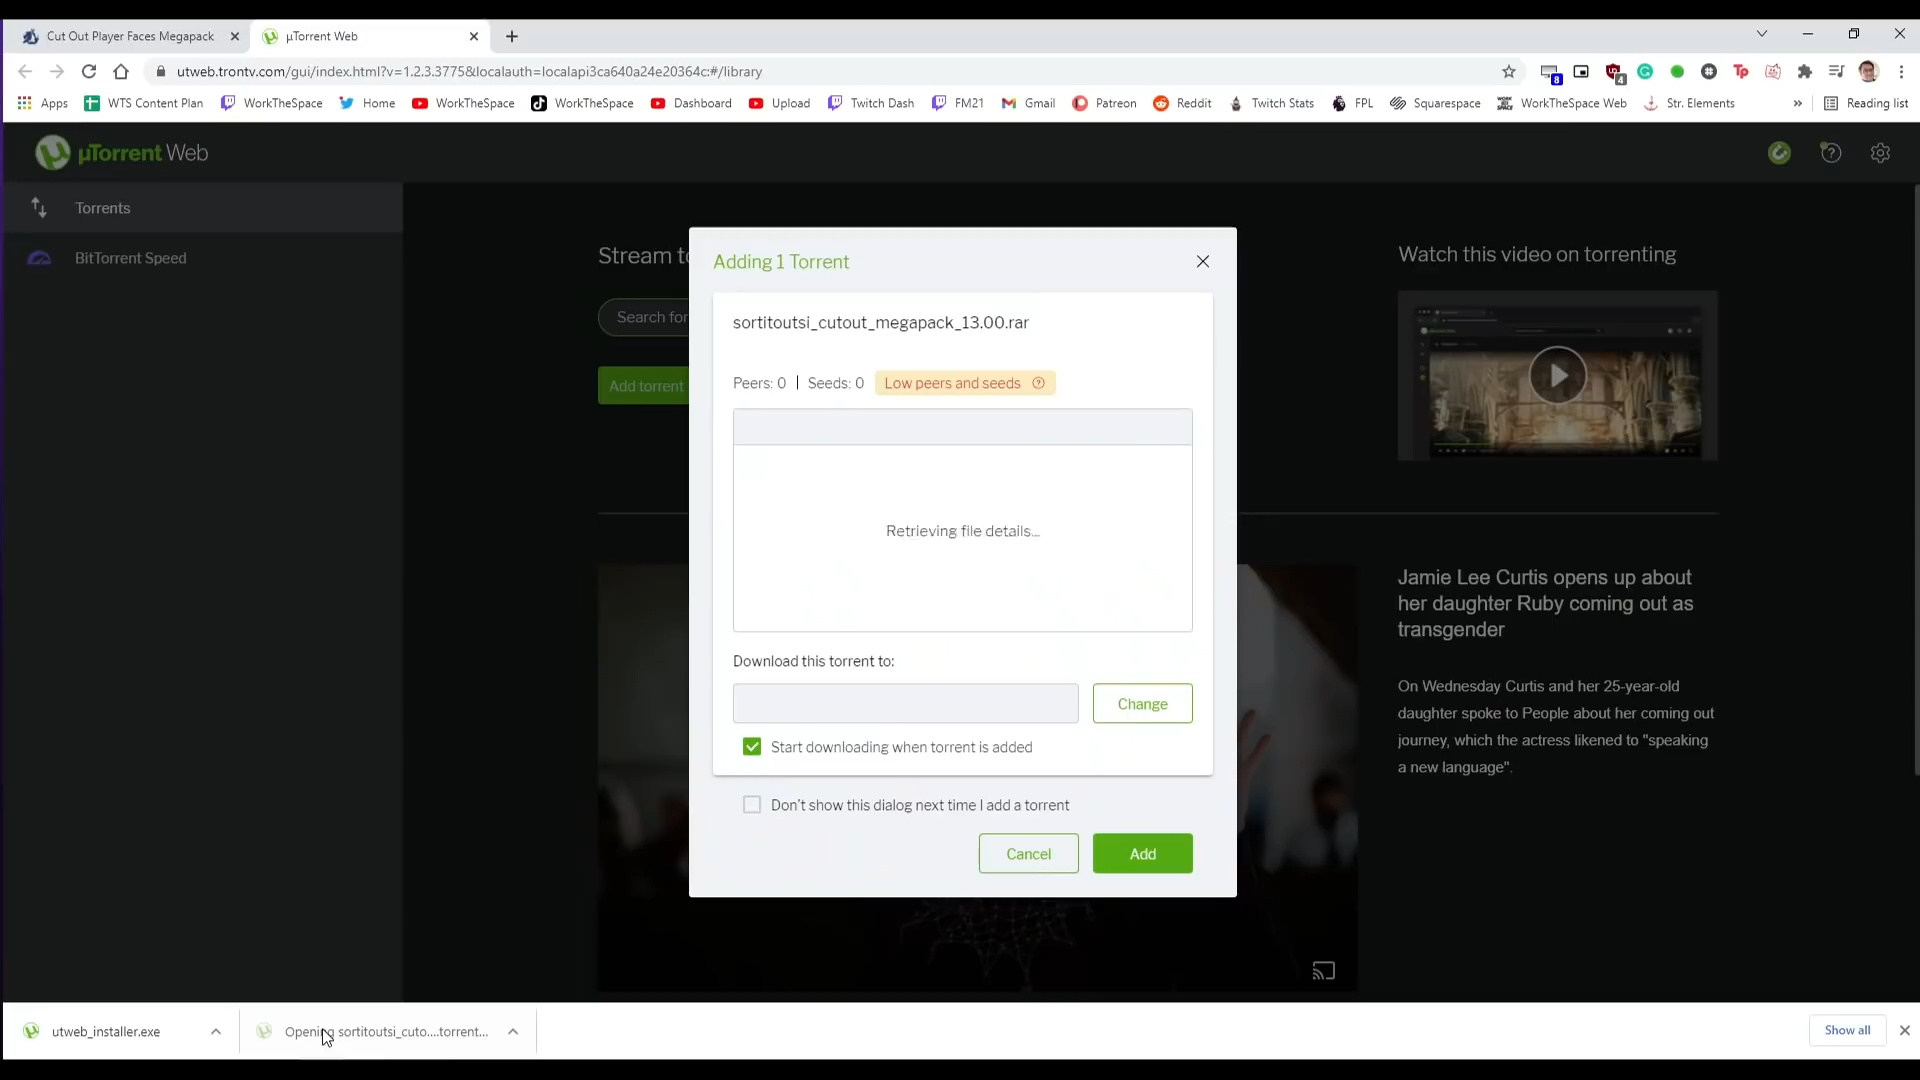 Cut Out Player Faces Megapack
µTorrent Web
utweb.trontv.com/gui/index.html?v=1.2.3.3775&localauth=localapi3ca640a24e20364c:#/library
8
4
Tp
Apps
WTS Content Plan
WorkTheSpace
Home
WorkTheSpace
WorkTheSpace
Dashboard
Upload
Twitch Dash
FM21
Gmail
Patreon
Reddit
Twitch Stats
FPL
Squarespace
WorkTheSpace Web
Str. Elements
»
Reading list
µTorrent Web
Torrents
BitTorrent Speed
Stream to
Search for
Add torrent
Watch this video on torrenting
Adding 1 Torrent
sortitoutsi_cutout_megapack_13.00.rar
Peers: 0 | Seeds: 0 Low peers and seeds
Retrieving file details...
Download this torrent to:
Change
Start downloading when torrent is added
Don't show this dialog next time I add a torrent
Cancel
Add
Jamie Lee Curtis opens up about
her daughter Ruby coming out as
transgender
On Wednesday Curtis and her 25-year-old
daughter spoke to People about her coming out
journey, which the actress likened to "speaking
a new language".
utweb_installer.exe
Opening sortitoutsi_cuto....torrent...
Show all